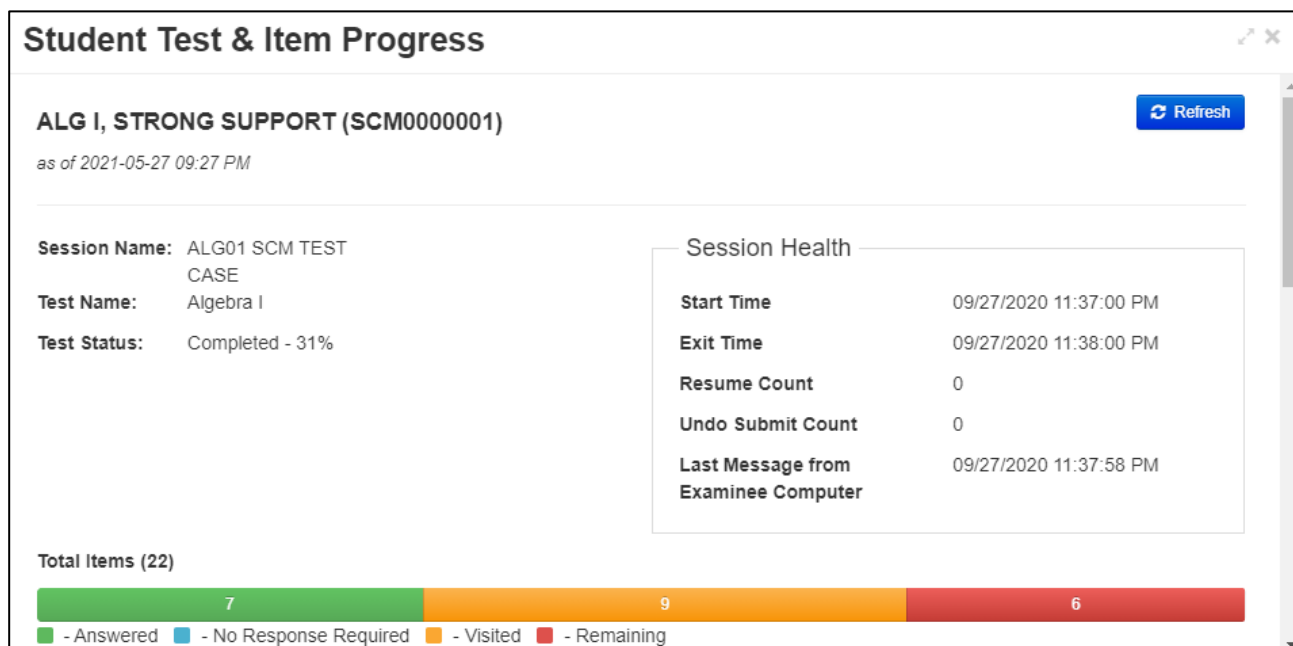 Student Test & Item Progress
ALG I, STRONG SUPPORT (SCM0000001)
Refresh
as of 2021-05-27 09:27 PM
Session Name: ALG01 SCM TEST
CASE
Test Name: Algebra I
Test Status: Completed - 31%
Session Health
Start Time 09/27/2020 11:37:00 PM
Exit Time 09/27/2020 11:38:00 PM
Resume Count 0
Undo Submit Count 0
Last Message from 09/27/2020 11:37:58 PM
Examinee Computer
Total Items (22)
7 9 6
- Answered - No Response Required - Visited - Remaining